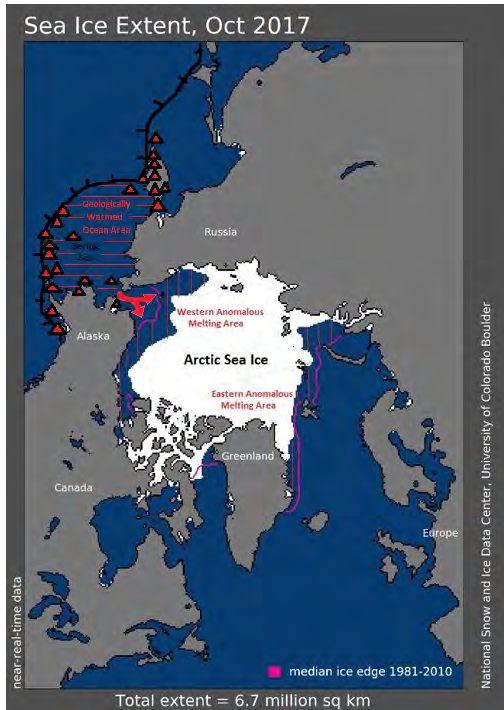 Sea Ice Extent, Oct 2017
Geologically
Warmed
Ocean Area
Bering
Sea
Russia
Western Anomalous
Melting Area
Alaska
Arctic Sea Ice
Eastern Anomalous
Melting Area
Greenland
Canada
Europe
near-real-time data
National Snow and Ice Data Center, University of Colorado Boulder
median ice edge 1981-2010
Total extent = 6.7 million sq km